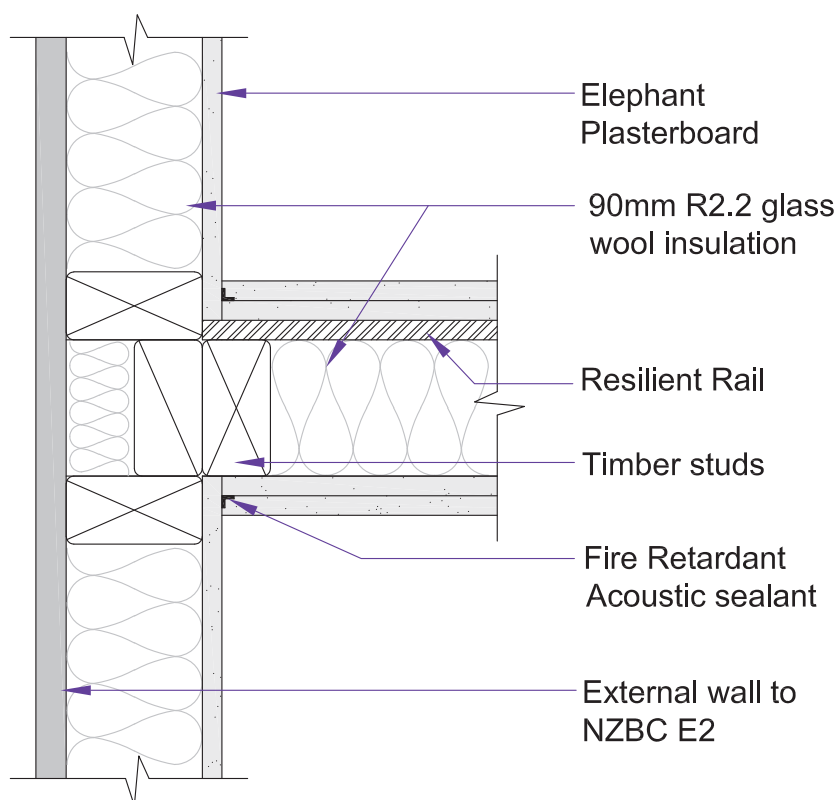 Elephant
Plasterboard
90mm R2.2 glass
wool insulation
Resilient Rail
Timber studs
Fire Retardant
Acoustic sealant
External wall to
NZBC E2